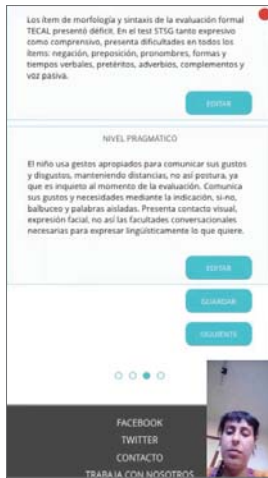 Los ítem de morfología y sintaxis de la evaluación formal
TECAL presentó déficit. En el test STSG tanto expresivo
como comprensivo, presenta dificultades en todos los
ítems: negación, preposición, pronombres, formas y
tiempos verbales, pretéritos, adverbios, complementos y
voz pasiva.
EDITAR
NIVEL PRAGMÁTICO
El niño usa gestos apropiados para comunicar sus gustos
y disgustos, manteniendo distancias, no así postura, ya
que es inquieto al momento de la evaluación. Comunica
sus gustos y necesidades mediante la indicación, si-no,
balbuceo y palabras aisladas. Presenta contacto visual,
expresión facial, no así las facultades conversacionales
necesarias para expresar lingüísticamente lo que quiere.
EDITAR
GUARDAR
SIGUIENTE
FACEBOOK
TWITTER
CONTACTO
TRABAJA CON NOSOTROS